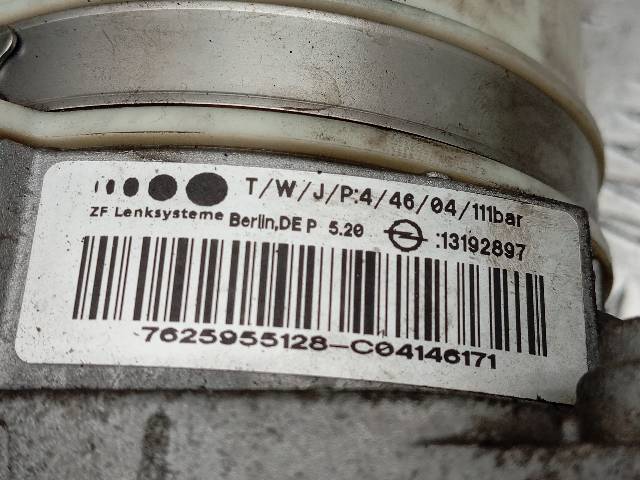 T/W/J/P:4/46/04/111bar
ZF Lenksysteme Berlin,DE P 5.20 :13192897
7625955128-C04146171